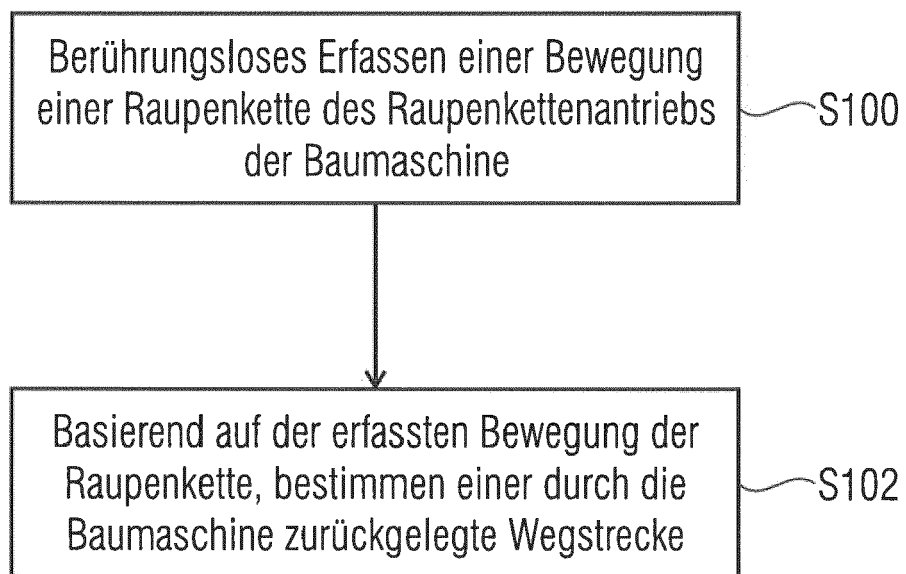 Berührungsloses Erfassen einer Bewegung
einer Raupenkette des Raupenkettenantriebs
der Baumaschine
S100
Basierend auf der erfassten Bewegung der
Raupenkette, bestimmen einer durch die
Baumaschine zurückgelegte Wegstrecke
S102